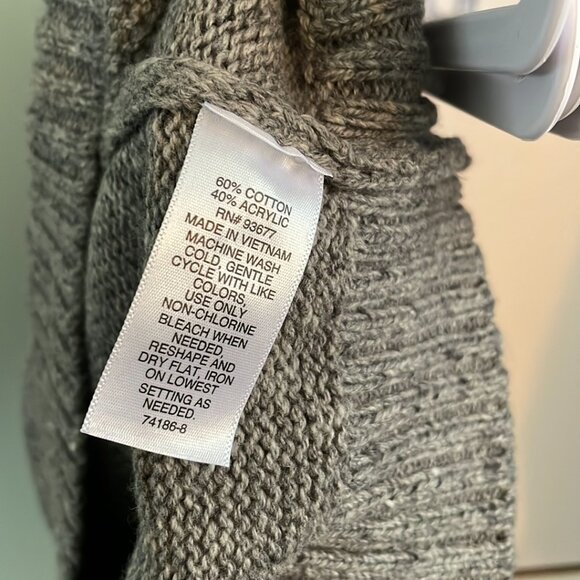 60% COTTON
40% ACRYLIC
RN# 93677
MADE IN VIETNAM
MACHINE WASH
COLD, GENTLE
CYCLE WITH LIKE
COLORS,
USE ONLY
NON-CHLORINE
BLEACH WHEN
NEEDED,
RESHAPE AND
DRY FLAT, IRON
ON LOWEST
SETTING AS
NEEDED.
74186-8